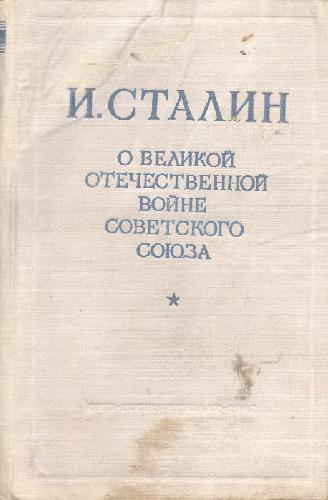 И.СТАЛИН
О ВЕЛИКОЙ
ОТЕЧЕСТВЕННОЙ
ВОЙНЕ
СОВЕТСКОГО
СОЮЗА